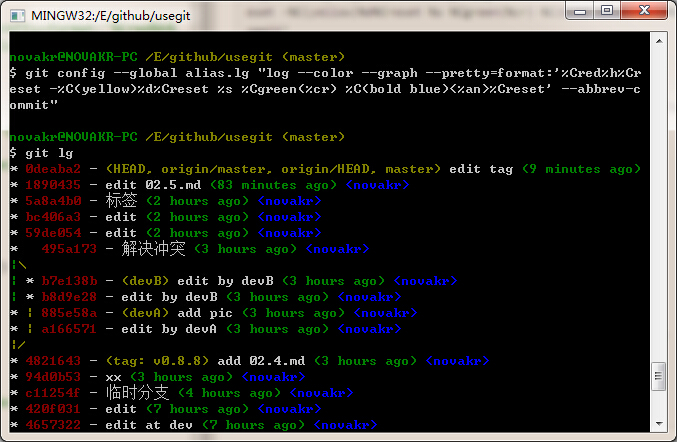 MINGW32:/E/github/usegit
novakr@NOVAKR-PC /E/github/usegit (master)
$ git config --global alias.lg "log --color --graph --pretty=format:'%Cred%h%Cr
eset -%C(yellow)%d%Creset %s %Cgreen(%cr) %C(bold blue)<%an>%Creset' --abbrev-c
ommit"
novakr@NOVAKR-PC /E/github/usegit (master)
$ git lg
* 0deaba2 - (HEAD, origin/master, origin/HEAD, master) edit tag (9 minutes ago)
* 1890435 - edit 02.5.md (83 minutes ago) <novakr>
* 5a8a4b0 - 标签 (2 hours ago) <novakr>
* bc406a3 - edit (2 hours ago) <novakr>
* 59de054 - edit (2 hours ago) <novakr>
*   495a173 - 解决冲突 (3 hours ago) <novakr>
|\
| * b7e138b - (devB) edit by devB (3 hours ago) <novakr>
| * b8d9e28 - edit by devB (3 hours ago) <novakr>
* | 885e58a - (devA) add pic (3 hours ago) <novakr>
* | a166571 - edit by devA (3 hours ago) <novakr>
|/
* 4821643 - (tag: v0.8.8) add 02.4.md (3 hours ago) <novakr>
* 94d0b53 - xx (3 hours ago) <novakr>
* c11254f - 临时分支 (4 hours ago) <novakr>
* 420f031 - edit (7 hours ago) <novakr>
* 4657322 - edit at dev (7 hours ago) <novakr>